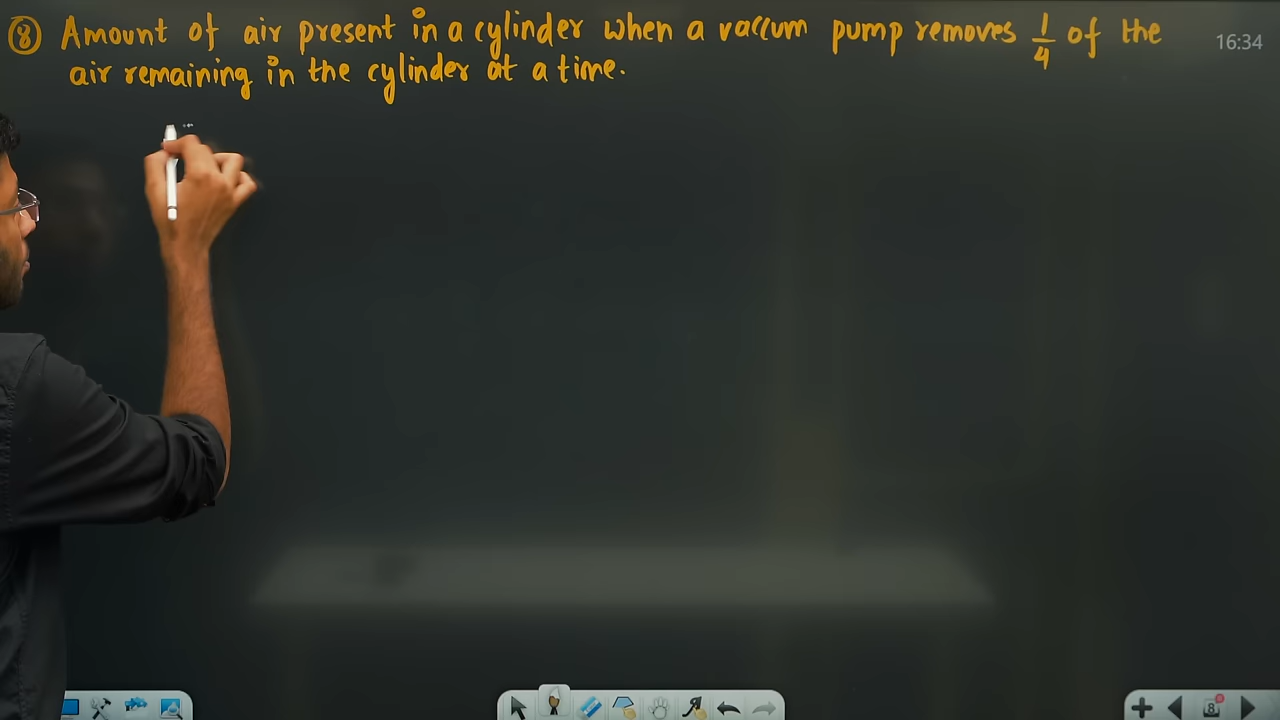 ⑧ Amount of air present in a cylinder when a vaccum pump removes 1/4 of the
air remaining in the cylinder at a time.
16:34
8